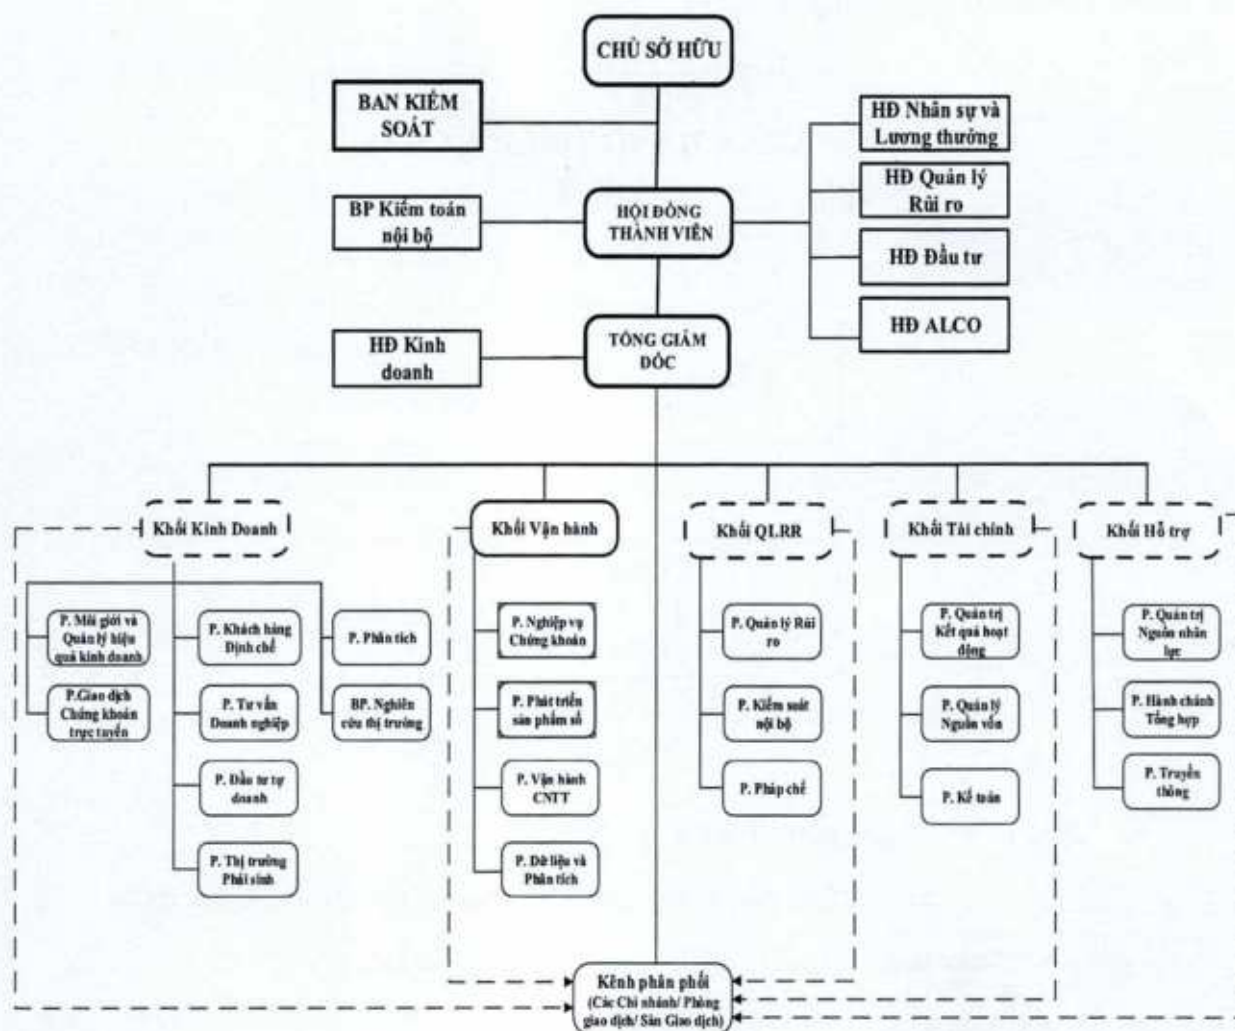 CHỦ SỞ HỮU
BAN KIỂM
SOÁT
HĐ Nhân sự và
Lương thưởng
HĐ Quản lý
Rủi ro
BP Kiểm toán
nội bộ
HỘI ĐỒNG
THÀNH VIÊN
HĐ Đầu tư
HĐ ALCO
HĐ Kinh
doanh
TỔNG GIÁM
ĐỐC
Khối Kinh Doanh
Khối Vận hành
Khối QLRR
Khối Tài chính
Khối Hỗ trợ
P. Môi giới và
Quản lý hiệu
quả kinh doanh
P.Giao dịch
Chứng khoán
trực tuyến
P. Khách hàng
Định chế
P. Tư vấn
Doanh nghiệp
P. Đầu tư tự
doanh
P. Thị trường
Phái sinh
P. Phân tích
BP. Nghiên
cứu thị trường
P. Nghiệp vụ
Chứng khoán
P. Phát triển
sản phẩm số
P. Vận hành
CNTT
P. Dữ liệu và
Phân tích
P. Quản lý Rủi
ro
P. Kiểm soát
nội bộ
P. Pháp chế
P. Quản trị
Kết quả hoạt
động
P. Quản lý
Nguồn vốn
P. Kế toán
P. Quản trị
Nguồn nhân
lực
P. Hành chánh
Tổng hợp
P. Truyền
thông
Kênh phân phối
(Các Chi nhánh/ Phòng
giao dịch/ Sàn Giao dịch)